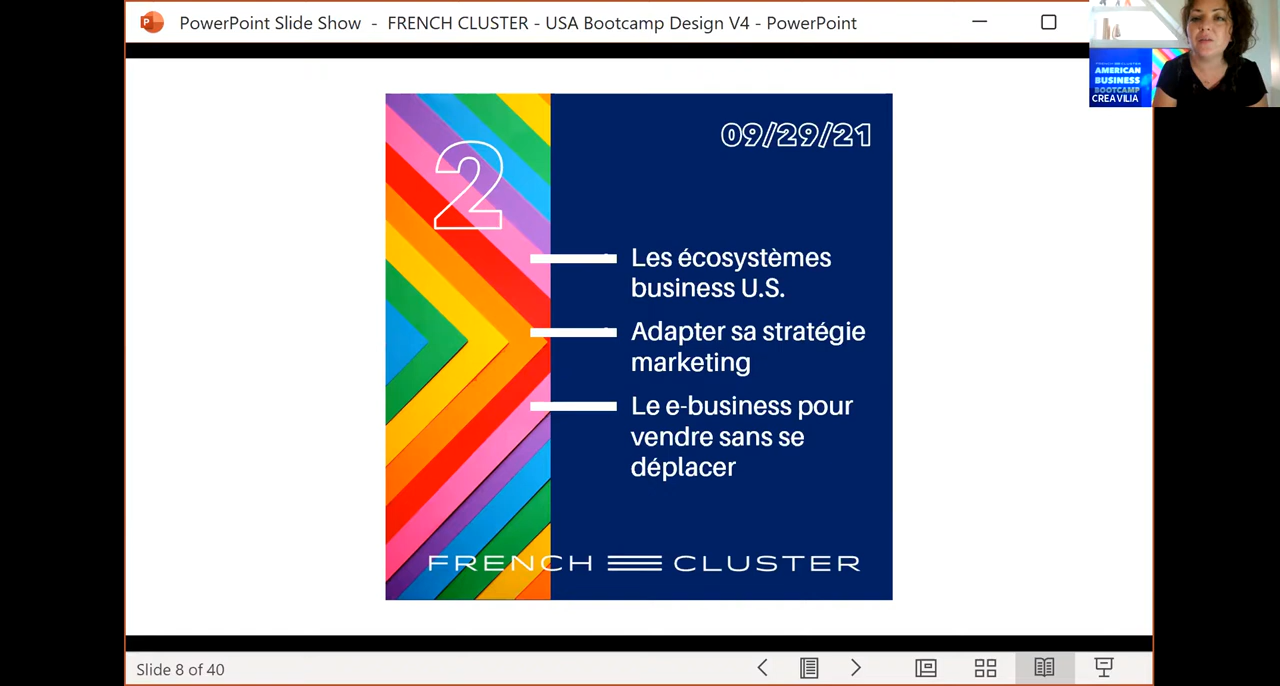 PowerPoint Slide Show - FRENCH CLUSTER - USA Bootcamp Design V4 - PowerPoint
FRENCH CLUSTER
AMERICAN
BUSINESS
BOOTCAMP
CREAVILIA
09/29/21
2
Les écosystèmes
business U.S.
Adapter sa stratégie
marketing
Le e-business pour
vendre sans se
déplacer
FRENCH CLUSTER
Slide 8 of 40